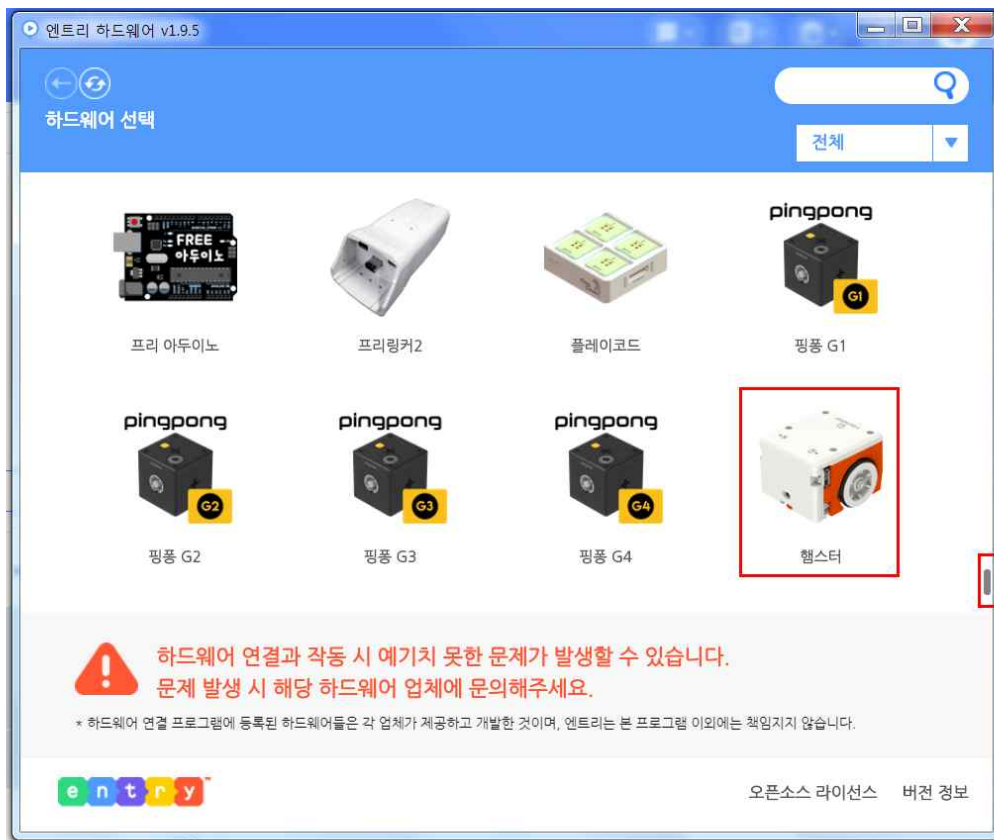 엔트리 하드웨어 v1.9.5
하드웨어 선택
전체
FREE
아두이노
pingpong
G1
프리 아두이노
프리링커2
플레이코드
핑퐁 G1
pingpong
pingpong
pingpong
G2
G3
G4
핑퐁 G2
핑퐁 G3
핑퐁 G4
햄스터
하드웨어 연결과 작동 시 예기치 못한 문제가 발생할 수 있습니다.
문제 발생 시 해당 하드웨어 업체에 문의해주세요.
* 하드웨어 연결 프로그램에 등록된 하드웨어들은 각 업체가 제공하고 개발한 것이며, 엔트리는 본 프로그램 이외에는 책임지지 않습니다.
entry™
오픈소스 라이선스
버전 정보